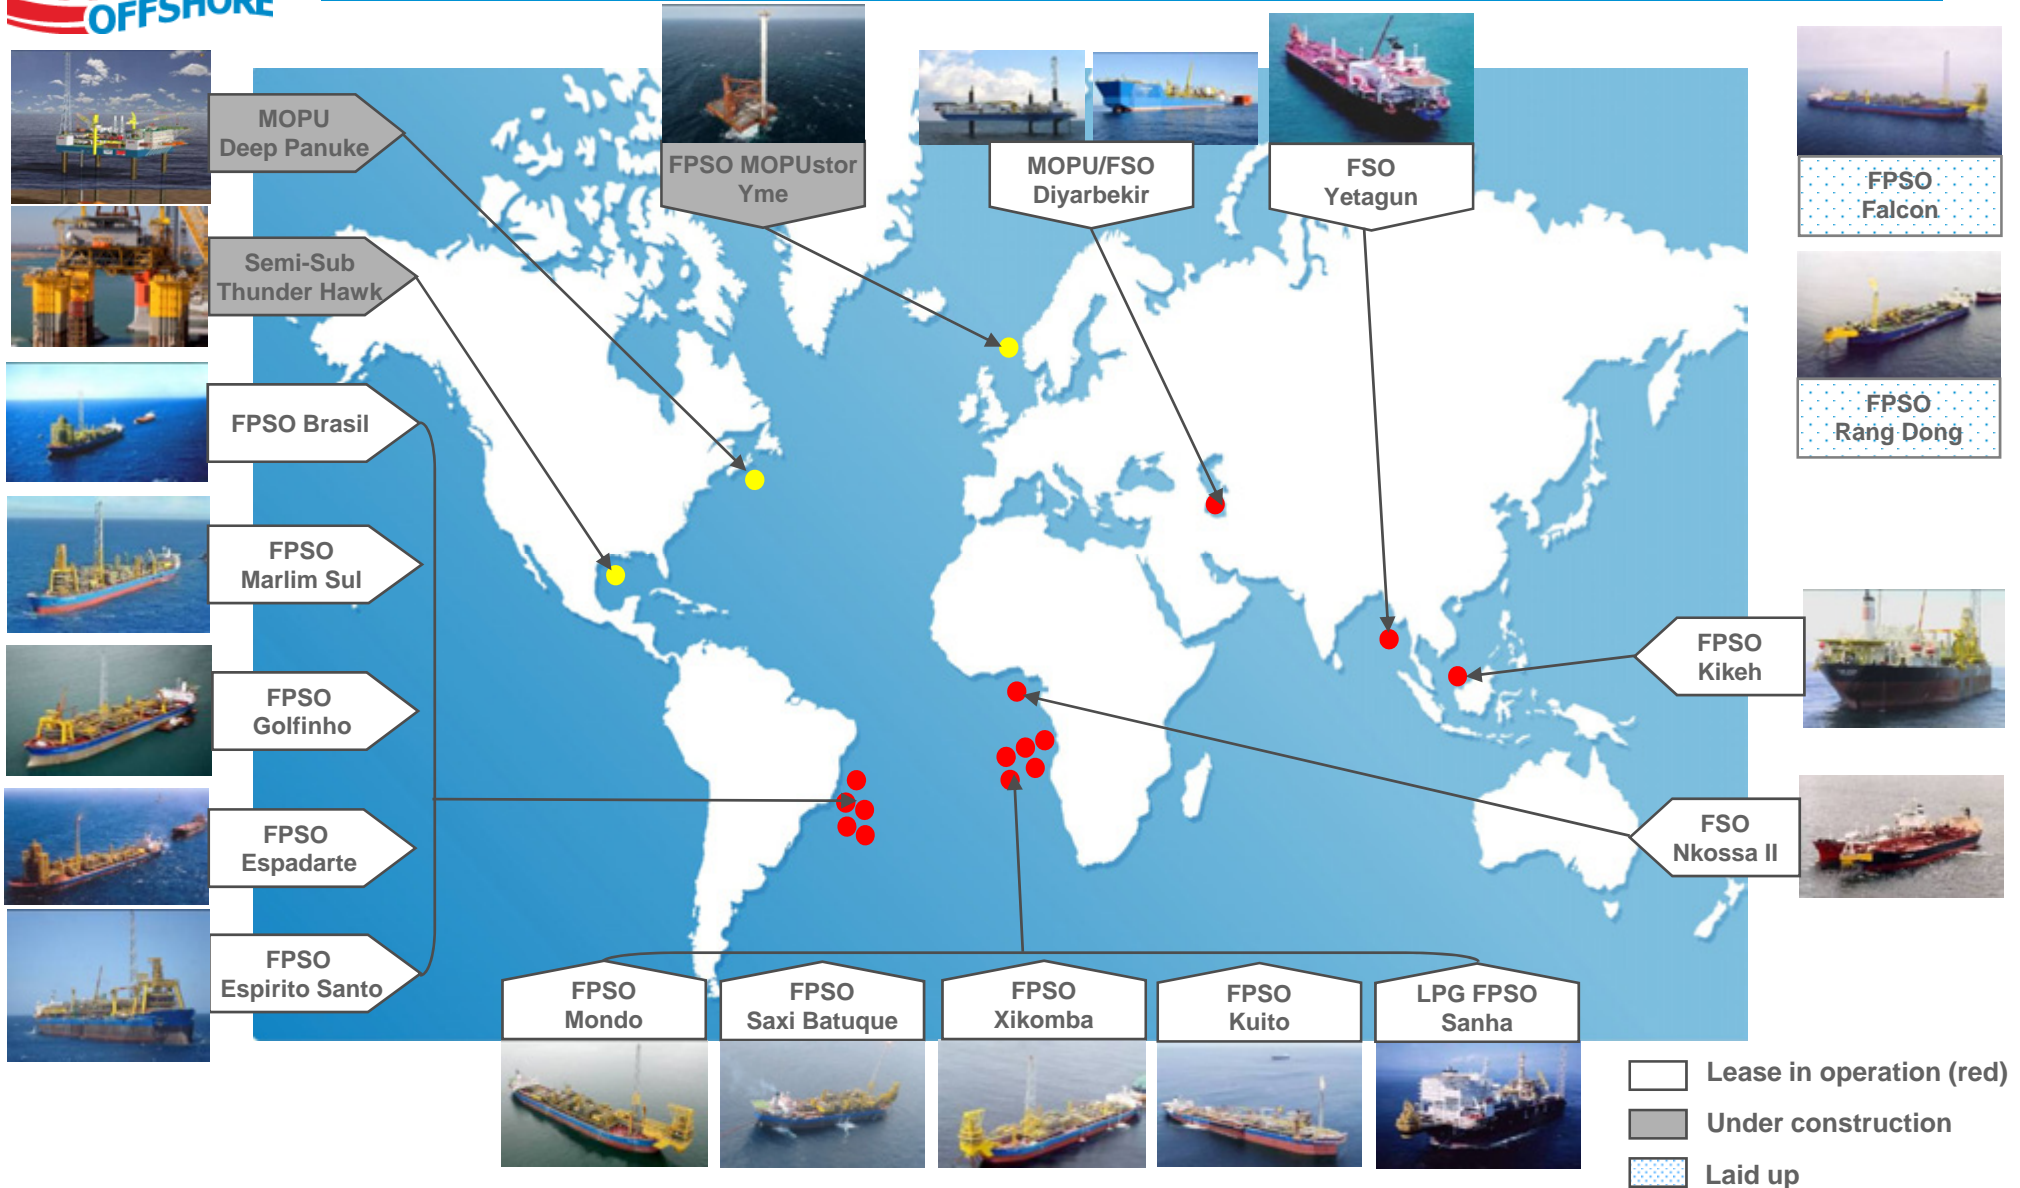 OFFSHORE
MOPU
Deep Panuke
Semi-Sub
Thunder Hawk
FPSO Brasil
FPSO
Marlim Sul
FPSO
Golfinho
FPSO
Espadarte
FPSO
Espirito Santo
FPSO MOPUstor
Yme
MOPU/FSO
Diyarbekir
FSO
Yetagun
FPSO
Falcon
FPSO
Rang Dong
FPSO
Kikeh
FSO
Nkossa II
FPSO
Mondo
FPSO
Saxi Batuque
FPSO
Xikomba
FPSO
Kuito
LPG FPSO
Sanha
Lease in operation (red)
Under construction
Laid up